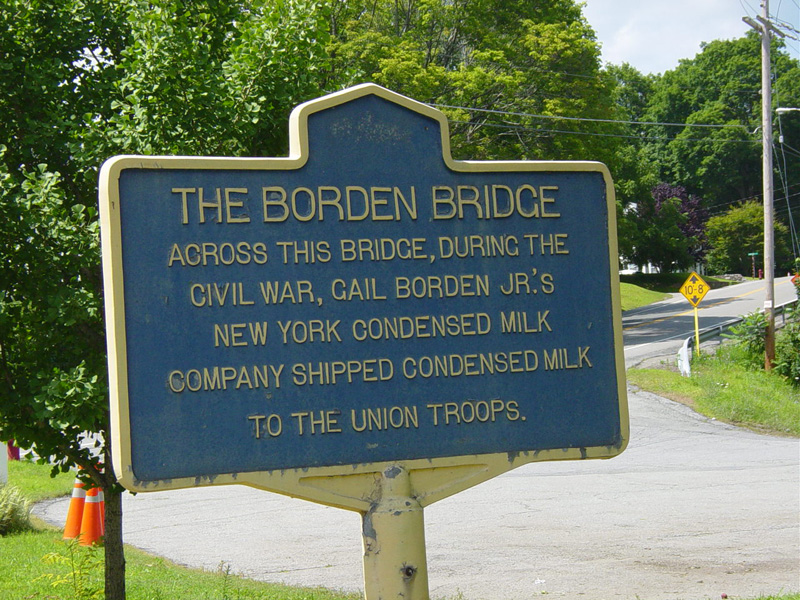 THE BORDEN BRIDGE
ACROSS THIS BRIDGE, DURING THE
CIVIL WAR, GAIL BORDEN JR.'S
NEW YORK CONDENSED MILK
COMPANY SHIPPED CONDENSED MILK
TO THE UNION TROOPS.
10-8